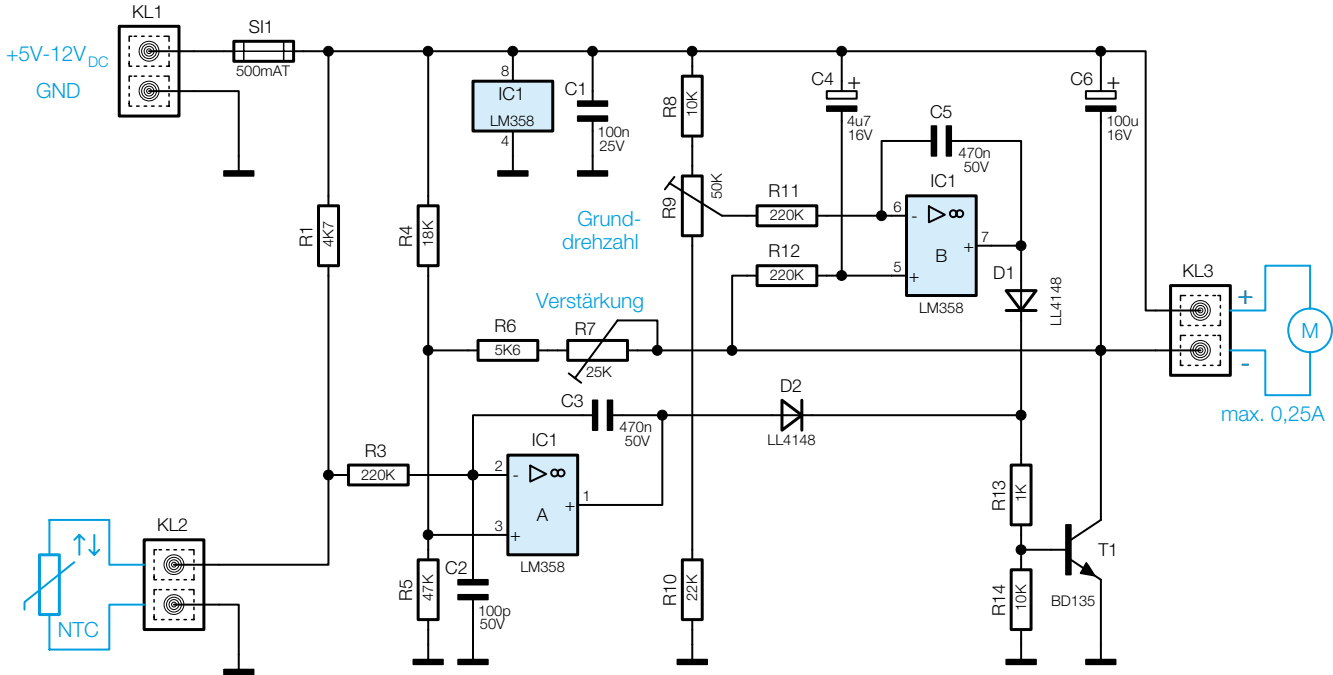 KL1
+5V-12VDC
GND
SI1
500mAT
8
IC1
LM358
4
C1
100n
25V
R8
10K
C4
+
4u7
16V
C5
470n
50V
C6
+
100u
16V
R1
4K7
R4
18K
Grund-
drehzahl
R9
50K
R11
220K
R12
220K
IC1
6
-
▷∞
7
+
B
5
+
LM358
D1
LL4148
KL3
+
-
M
max. 0,25A
Verstärkung
R6
5K6
R7
25K
C3
470n
50V
D2
LL4148
R3
220K
IC1
2
-
▷∞
1
+
A
3
+
LM358
R13
1K
T1
BD135
KL2
↑↓
NTC
R5
47K
C2
100p
50V
R10
22K
R14
10K